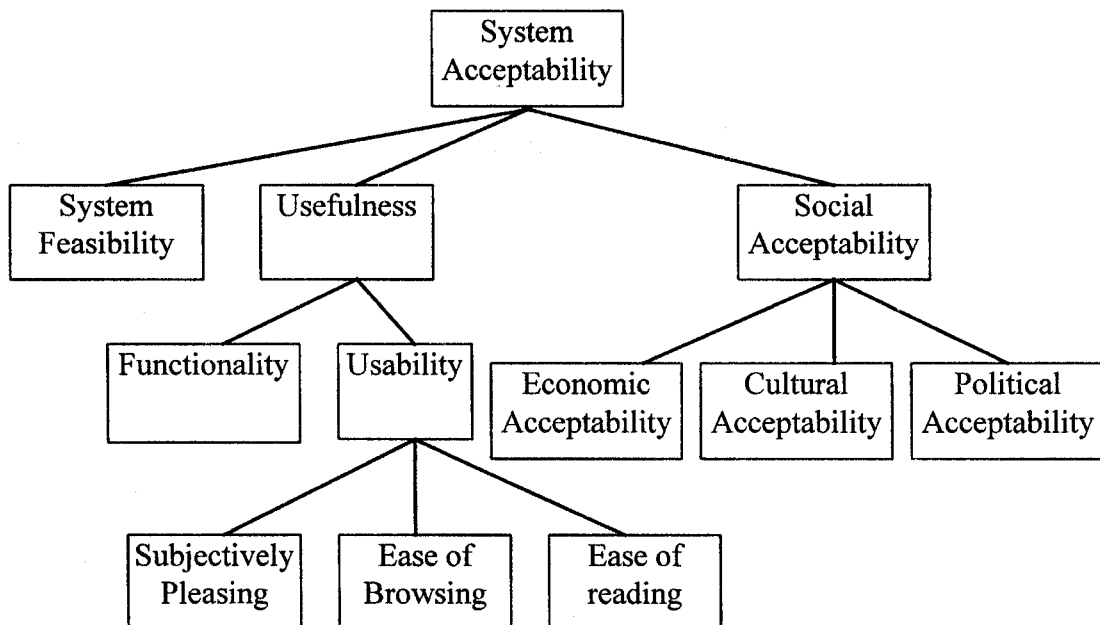 System
Acceptability
System
Feasibility
Usefulness
Social
Acceptability
Functionality
Usability
Economic
Acceptability
Cultural
Acceptability
Political
Acceptability
Subjectively
Pleasing
Ease of
Browsing
Ease of
reading